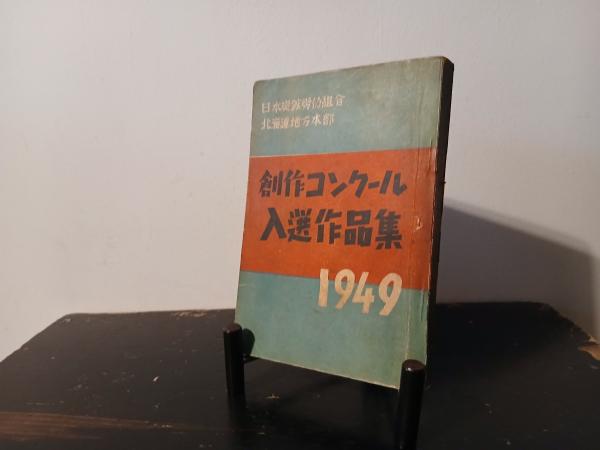 日本炭鉱労仂組合
北海道地方本部
創作コンクール
入選作品集
1949